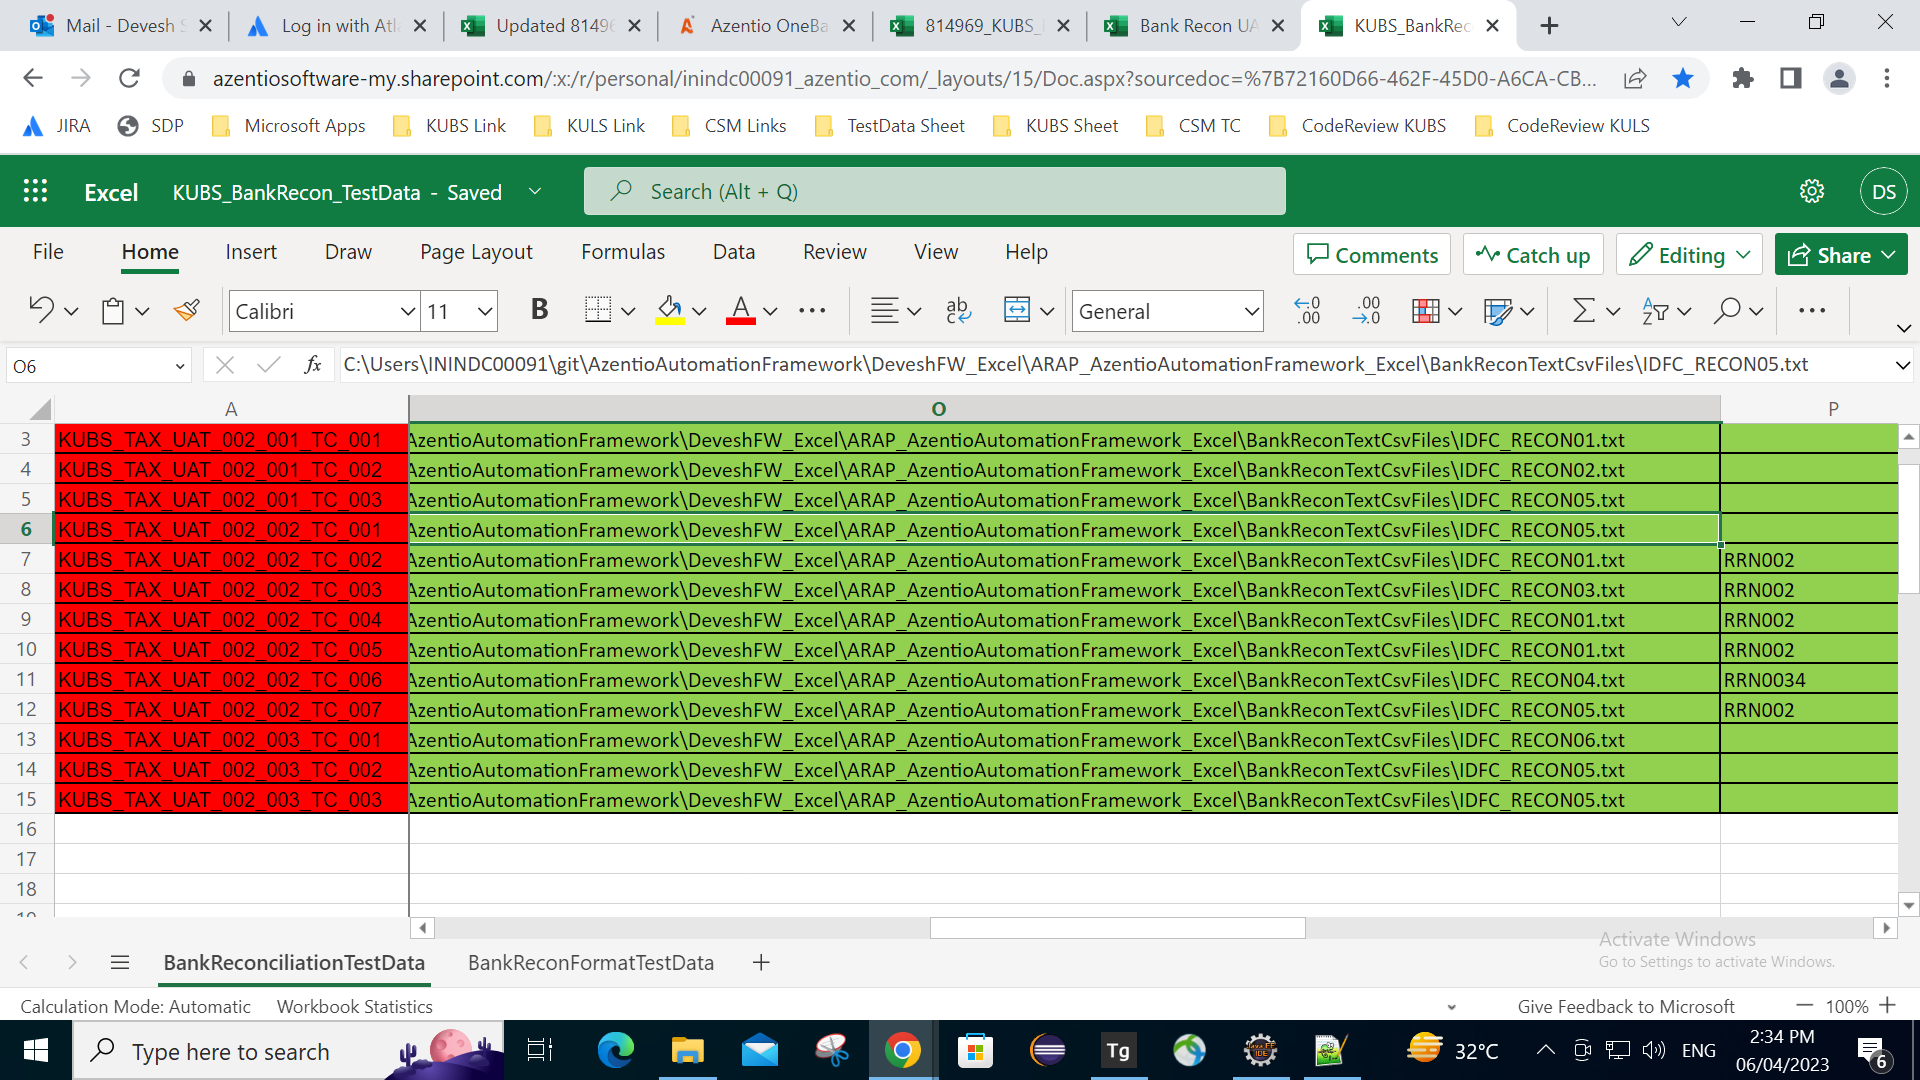 Mail - Devesh S
Log in with Atla
Updated 81496
Azentio OneBa
814969_KUBS_
Bank Recon UA
KUBS_BankRec
azentiosoftware-my.sharepoint.com/:x:/r/personal/inindc00091_azentio_com/_layouts/15/Doc.aspx?sourcedoc=%7B72160D66-462F-45D0-A6CA-CB...
JIRA SDP Microsoft Apps KUBS Link KULS Link CSM Links TestData Sheet KUBS Sheet CSM TC CodeReview KUBS CodeReview KULS
Excel KUBS_BankRecon_TestData - Saved Search (Alt + Q) DS
File Home Insert Draw Page Layout Formulas Data Review View Help Comments Catch up Editing Share
Calibri 11 B A ab General
O6 fx C:\Users\ININDC00091\git\AzentioAutomationFramework\DeveshFW_Excel\ARAP_AzentioAutomationFramework_Excel\BankReconTextCsvFiles\IDFC_RECON05.txt
A O P
3 KUBS_TAX_UAT_002_001_TC_001 AzentioAutomationFramework\DeveshFW_Excel\ARAP_AzentioAutomationFramework_Excel\BankReconTextCsvFiles\IDFC_RECON01.txt
4 KUBS_TAX_UAT_002_001_TC_002 AzentioAutomationFramework\DeveshFW_Excel\ARAP_AzentioAutomationFramework_Excel\BankReconTextCsvFiles\IDFC_RECON02.txt
5 KUBS_TAX_UAT_002_001_TC_003 AzentioAutomationFramework\DeveshFW_Excel\ARAP_AzentioAutomationFramework_Excel\BankReconTextCsvFiles\IDFC_RECON05.txt
6 KUBS_TAX_UAT_002_002_TC_001 AzentioAutomationFramework\DeveshFW_Excel\ARAP_AzentioAutomationFramework_Excel\BankReconTextCsvFiles\IDFC_RECON05.txt
7 KUBS_TAX_UAT_002_002_TC_002 AzentioAutomationFramework\DeveshFW_Excel\ARAP_AzentioAutomationFramework_Excel\BankReconTextCsvFiles\IDFC_RECON01.txt RRN002
8 KUBS_TAX_UAT_002_002_TC_003 AzentioAutomationFramework\DeveshFW_Excel\ARAP_AzentioAutomationFramework_Excel\BankReconTextCsvFiles\IDFC_RECON03.txt RRN002
9 KUBS_TAX_UAT_002_002_TC_004 AzentioAutomationFramework\DeveshFW_Excel\ARAP_AzentioAutomationFramework_Excel\BankReconTextCsvFiles\IDFC_RECON01.txt RRN002
10 KUBS_TAX_UAT_002_002_TC_005 AzentioAutomationFramework\DeveshFW_Excel\ARAP_AzentioAutomationFramework_Excel\BankReconTextCsvFiles\IDFC_RECON01.txt RRN002
11 KUBS_TAX_UAT_002_002_TC_006 AzentioAutomationFramework\DeveshFW_Excel\ARAP_AzentioAutomationFramework_Excel\BankReconTextCsvFiles\IDFC_RECON04.txt RRN0034
12 KUBS_TAX_UAT_002_002_TC_007 AzentioAutomationFramework\DeveshFW_Excel\ARAP_AzentioAutomationFramework_Excel\BankReconTextCsvFiles\IDFC_RECON05.txt RRN002
13 KUBS_TAX_UAT_002_003_TC_001 AzentioAutomationFramework\DeveshFW_Excel\ARAP_AzentioAutomationFramework_Excel\BankReconTextCsvFiles\IDFC_RECON06.txt
14 KUBS_TAX_UAT_002_003_TC_002 AzentioAutomationFramework\DeveshFW_Excel\ARAP_AzentioAutomationFramework_Excel\BankReconTextCsvFiles\IDFC_RECON05.txt
15 KUBS_TAX_UAT_002_003_TC_003 AzentioAutomationFramework\DeveshFW_Excel\ARAP_AzentioAutomationFramework_Excel\BankReconTextCsvFiles\IDFC_RECON05.txt
16
17
18
Activate Windows
Go to Settings to activate Windows.
BankReconciliationTestData BankReconFormatTestData
Calculation Mode: Automatic Workbook Statistics Give Feedback to Microsoft 100%
Type here to search Tg 32°C ENG 2:34 PM
06/04/2023 6